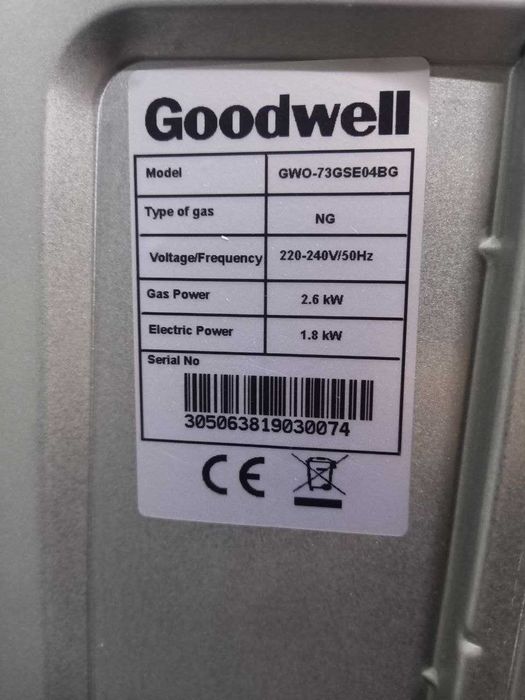 Goodwell
Model GWO-73GSE04BG
Type of gas NG
Voltage/Frequency 220-240V/50Hz
Gas Power 2.6 kW
Electric Power 1.8 kW
Serial No
305063819030074
CE